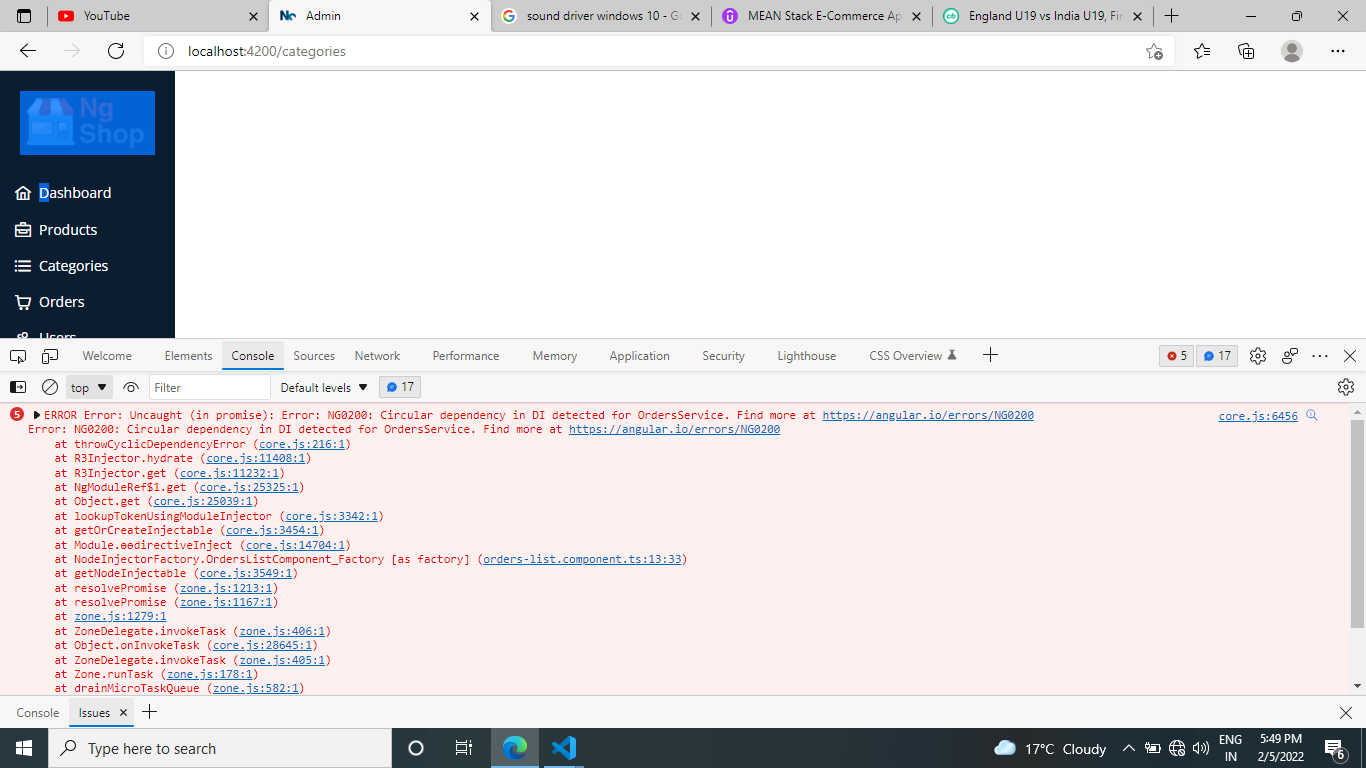 YouTube
Admin
sound driver windows 10 - Go
MEAN Stack E-Commerce Ap
England U19 vs India U19, Fin
localhost:4200/categories
Ng
Shop
Dashboard
Products
Categories
Orders
Users
Welcome Elements Console Sources Network Performance Memory Application Security Lighthouse CSS Overview 5 17
top Filter Default levels 17
5 ERROR Error: Uncaught (in promise): Error: NG0200: Circular dependency in DI detected for OrdersService. Find more at https://angular.io/errors/NG0200 core.js:6456
Error: NG0200: Circular dependency in DI detected for OrdersService. Find more at https://angular.io/errors/NG0200
at throwCyclicDependencyError (core.js:216:1)
at R3Injector.hydrate (core.js:11408:1)
at R3Injector.get (core.js:11232:1)
at NgModuleRef$1.get (core.js:25325:1)
at Object.get (core.js:25039:1)
at lookupTokenUsingModuleInjector (core.js:3342:1)
at getOrCreateInjectable (core.js:3454:1)
at Module.ɵɵdirectiveInject (core.js:14704:1)
at NodeInjectorFactory.OrdersListComponent_Factory [as factory] (orders-list.component.ts:13:33)
at getNodeInjectable (core.js:3549:1)
at resolvePromise (zone.js:1213:1)
at resolvePromise (zone.js:1167:1)
at zone.js:1279:1
at ZoneDelegate.invokeTask (zone.js:406:1)
at Object.onInvokeTask (core.js:28645:1)
at ZoneDelegate.invokeTask (zone.js:405:1)
at Zone.runTask (zone.js:178:1)
at drainMicroTaskQueue (zone.js:582:1)
Console Issues
Type here to search
17°C Cloudy
ENG
IN
5:49 PM
2/5/2022
6